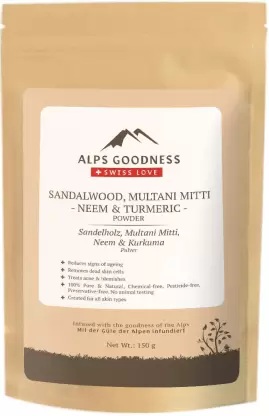 ALPS GOODNESS
SWISS LOVE
SANDALWOOD, MULTANI MITTI
- NEEM & TURMERIC -
POWDER
Sandelholz, Multani Mitti,
Neem & Kurkuma
Pulver
Reduces signs of ageing
Removes dead skin cells
Treats acne & blemishes
100% Pure & Natural, Chemical-free, Pesticide-free,
Preservative-free. No animal testing
Created for all skin types
Infused with the goodness of the Alps
Mit der Güte der Alpen infundiert
Net Wt.: 150 g